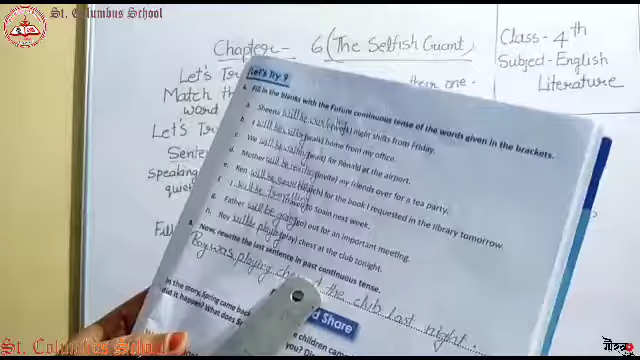 St. Columbus School
Chapter - 6 (The Selfish Giant
Class - 4th
Subject - English
Literature
Let's Tr
their one-
Match th
word
Let's Tr
Senten
speaking
Let's Try 9
A. Fill in the blanks with the Future continuous tense of the words given in the brackets.
a. Sheena will be working (work) night shifts from Friday.
b. I will be walking (walk) home from my office.
c. We will be waiting (wait) for Ronald at the airport.
d. Mother will be inviting (invite) my friends over for a tea party.
e. Ken will be searching (search) for the book I requested in the library tomorrow.
f. I will be travelling (travel) to Spain next week.
g. Father will be going (go) out for an important meeting.
h. Roy will be playing (play) chess at the club tonight.
B. Now, rewrite the last sentence in past continuous tense.
Roy was playing chess at the club last night.
In the story, Spring came back
did it happen? What does
d Share
e children
you?
St. Columbus School